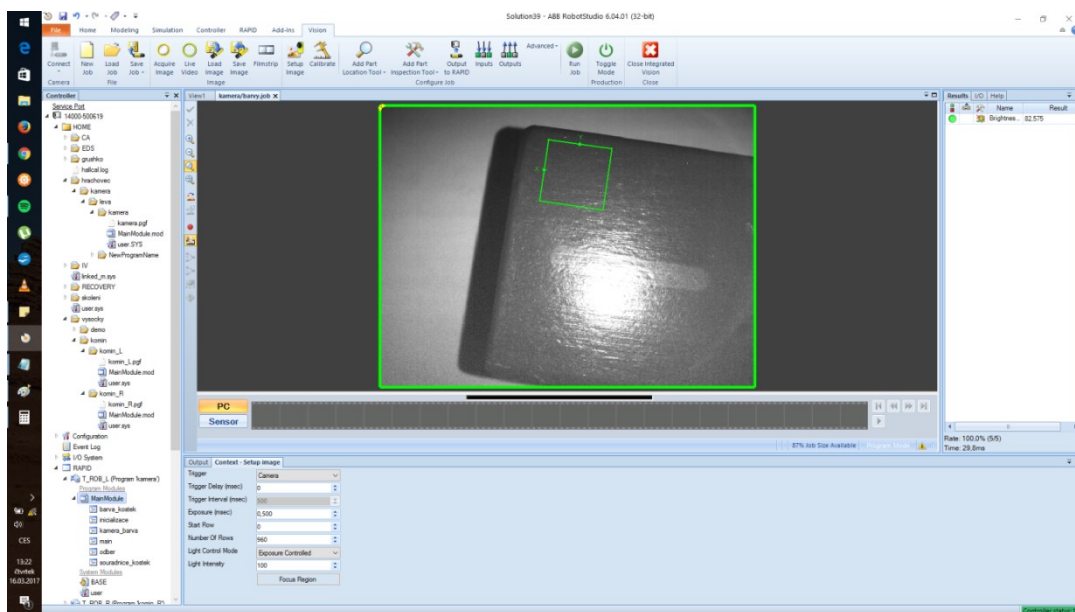 Solution39 - ABB RobotStudio 6.04.01 (32-bit)
File Home Modeling Simulation Controller RAPID Add-Ins Vision
Connect New Job Load Job Save Job Acquire Image Live Video Load Image Save Image Filmstrip Setup Image Calibrate Add Part Location Tool Add Part Inspection Tool Output to RAPID Inputs Outputs Advanced Run Job Toggle Mode Close Integrated Vision
Camera File Image Configure Job Production Close
Controller
Service Port
14000-500619
HOME
CA
EDS
grushko
hallcal.log
hrachovec
kamera
leva
kamera
kamera.pgf
MainModule.mod
user.SYS
NewProgramName
IV
linked_m.sys
RECOVERY
skoleni
user.sys
vysocky
demo
komin
komin_L
komin_L.pgf
MainModule.mod
user.sys
komin_R
komin_R.pgf
MainModule.mod
user.sys
Configuration
Event Log
I/O System
RAPID
T_ROB_L (Program 'kamera')
Program Modules
MainModule
barva_kostek
inicializace
kamera_barva
main
odber
souradnice_kostek
System Modules
BASE
user
T_ROB_R (Program 'komin_R')
View1 kamera/barvy.job
PC
Sensor
87% Job Size Available Program Mode
Output Context - Setup image
Trigger Camera
Trigger Delay (msec) 0
Trigger Interval (msec) 500
Exposure (msec) 0,500
Start Row 0
Number Of Rows 960
Light Control Mode Exposure Controlled
Light Intensity 100
Focus Region
Results I/O Help
Name Result
Brightnes... 82.575
Rate: 100.0% (5/5)
Time: 29,8ms
CES
13:22
čtvrtek
16.03.2017
Controller status